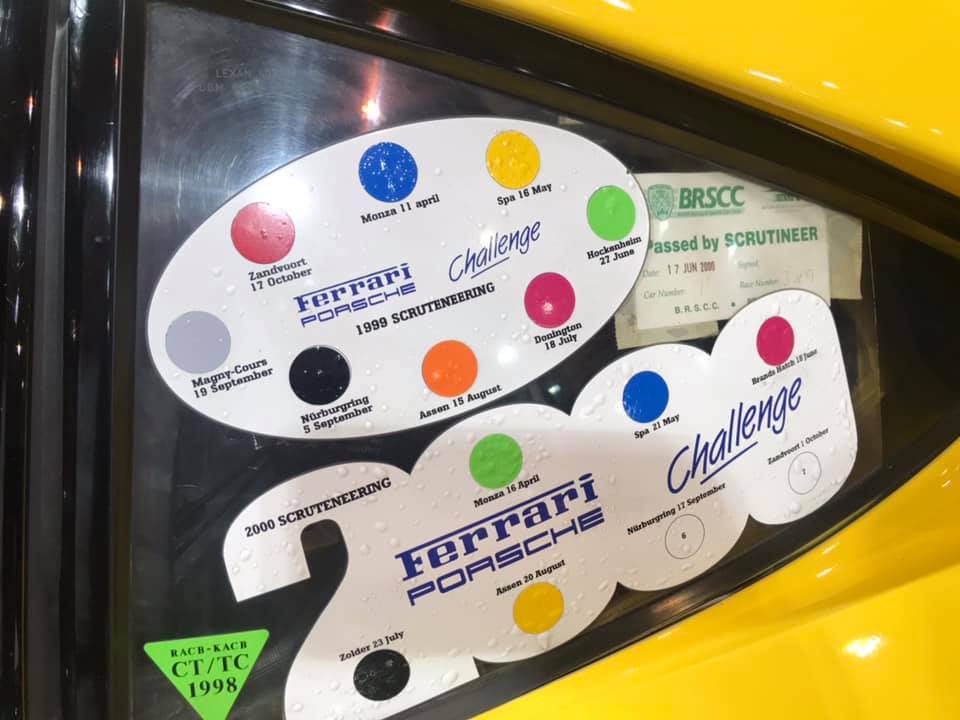 LEXAN
Monza 11 april
Spa 16 May
Zandvoort
17 October
Hockenheim
27 June
Ferrari
PORSCHE
Challenge
1999 SCRUTENEERING
Donington
18 July
Magny-Cours
19 September
Nürburgring
5 September
Assen 15 August
BRSCC
Passed by SCRUTINEER
Date: 17 JUN 2000
Signed:
Car Number:
Race Number:
B.R.S.C.C.
2000 SCRUTENEERING
Monza 16 April
Spa 21 May
Brands Hatch 18 June
Ferrari
PORSCHE
Challenge
Zandvoort 1 October
7
Nürburgring 17 September
6
Assen 20 August
Zolder 23 July
RACB-KACB
CT/TC
1998